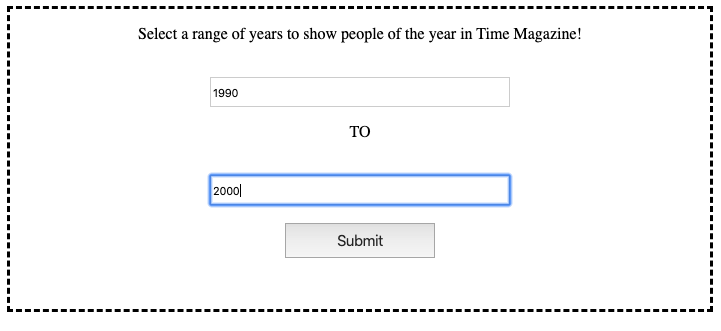 Select a range of years to show people of the year in Time Magazine!
1990
TO
2000
Submit